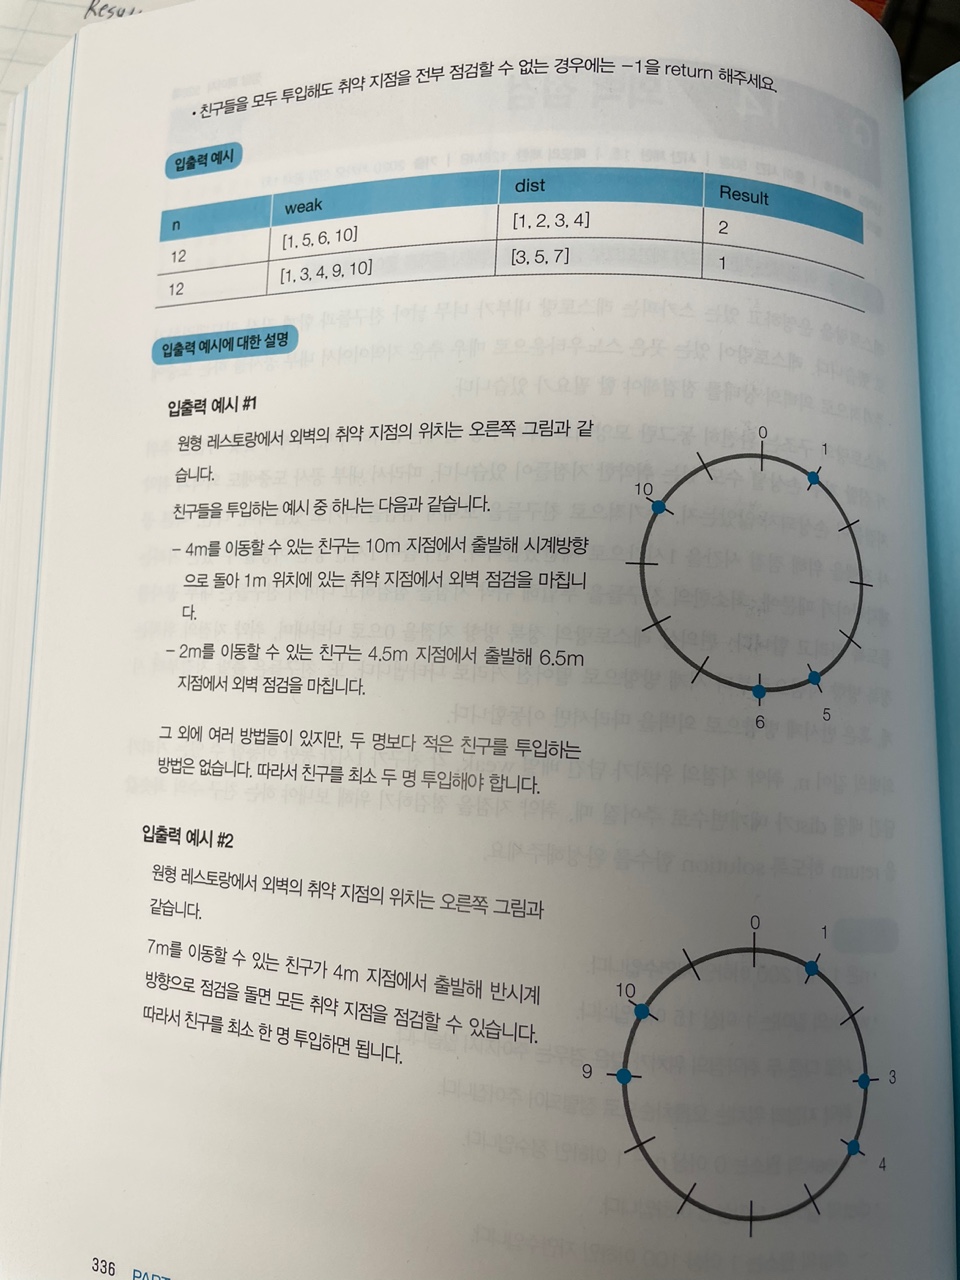 • 친구들을 모두 투입해도 취약 지점을 전부 점검할 수 없는 경우에는 –1을 return 해주세요.
입출력 예시
n weak dist Result
12 [1, 5, 6, 10] [1, 2, 3, 4] 2
12 [1, 3, 4, 9, 10] [3, 5, 7] 1
입출력 예시에 대한 설명
입출력 예시 #1
원형 레스토랑에서 외벽의 취약 지점의 위치는 오른쪽 그림과 같
습니다.
친구들을 투입하는 예시 중 하나는 다음과 같습니다.
– 4m를 이동할 수 있는 친구는 10m 지점에서 출발해 시계방향
으로 돌아 1m 위치에 있는 취약 지점에서 외벽 점검을 마칩니
다.
– 2m를 이동할 수 있는 친구는 4.5m 지점에서 출발해 6.5m
지점에서 외벽 점검을 마칩니다.
그 외에 여러 방법들이 있지만, 두 명보다 적은 친구를 투입하는
방법은 없습니다. 따라서 친구를 최소 두 명 투입해야 합니다.
0
1
10
5
6
입출력 예시 #2
원형 레스토랑에서 외벽의 취약 지점의 위치는 오른쪽 그림과
같습니다.
7m를 이동할 수 있는 친구가 4m 지점에서 출발해 반시계
방향으로 점검을 돌면 모든 취약 지점을 점검할 수 있습니다.
따라서 친구를 최소 한 명 투입하면 됩니다.
0
1
10
9
3
4
336 PART